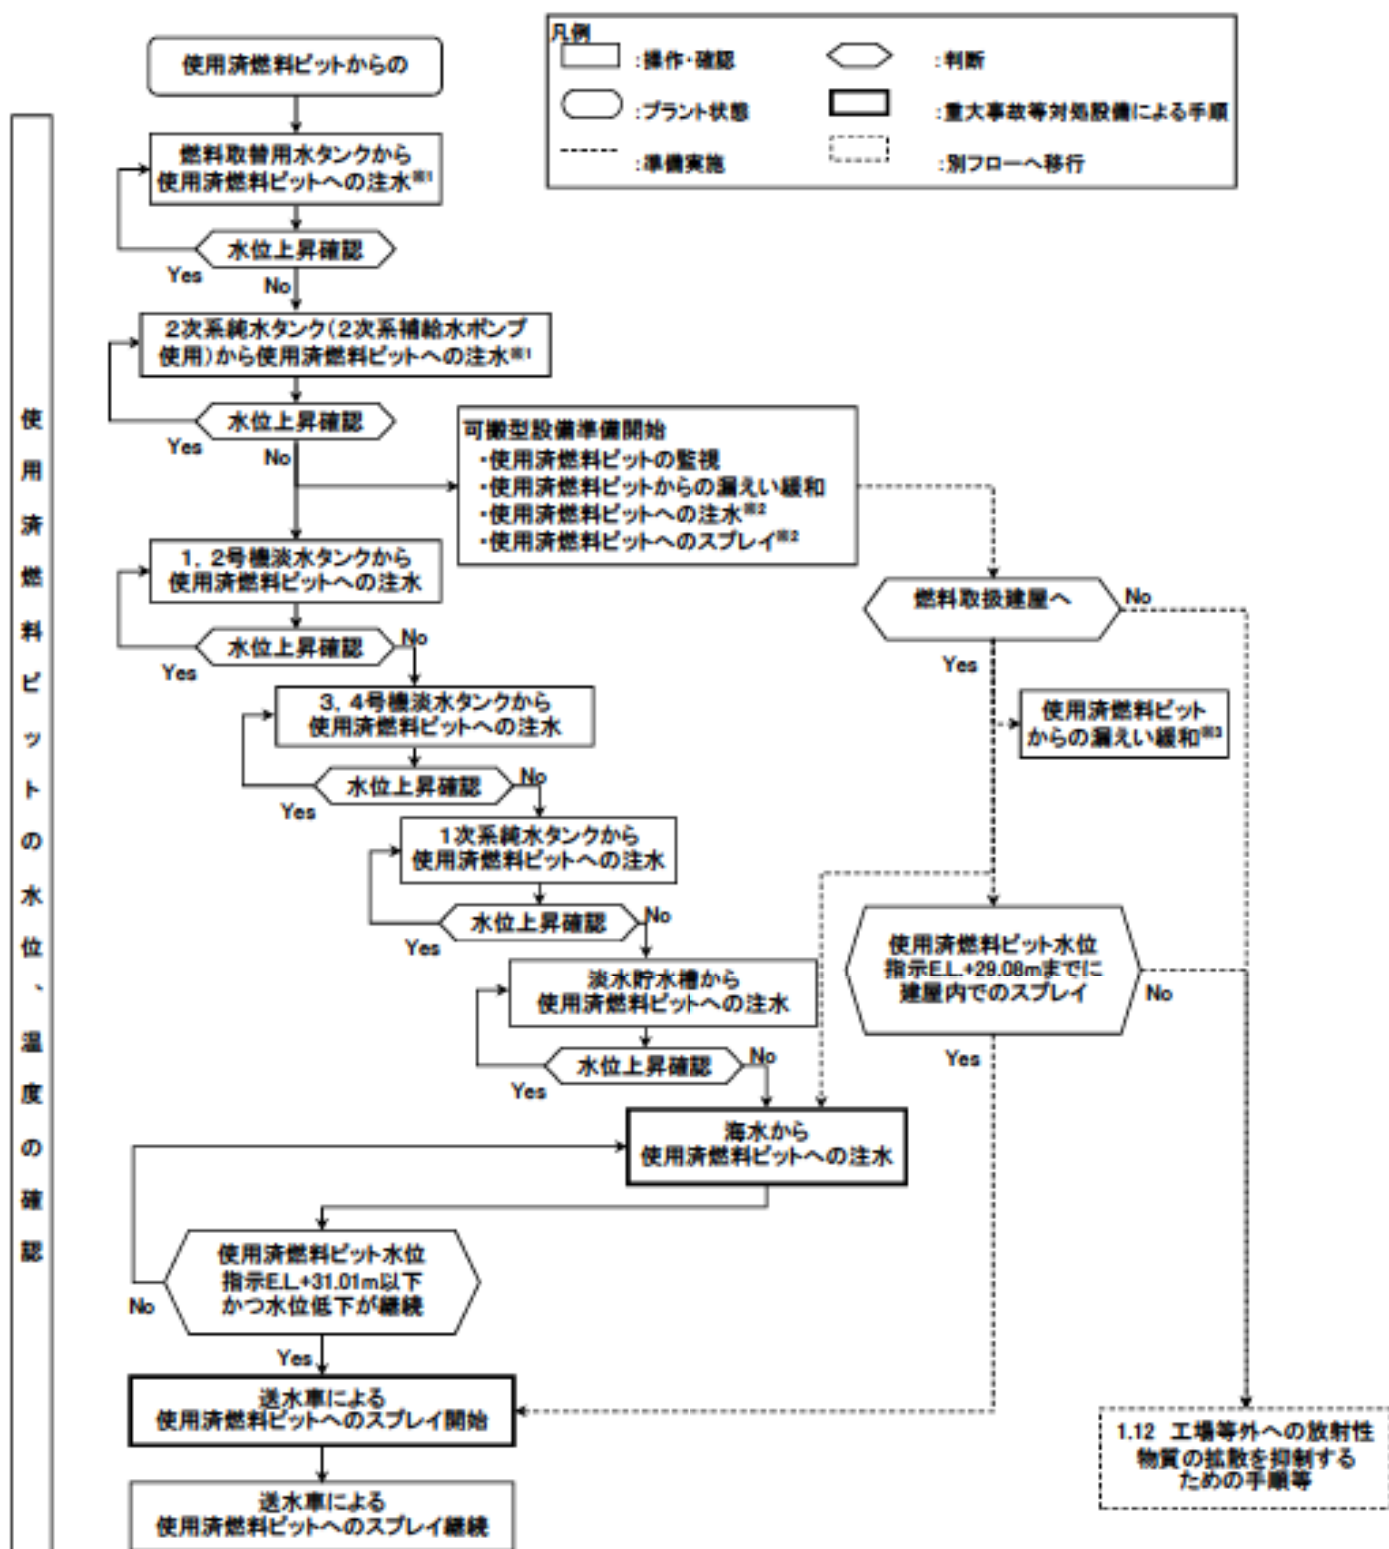 凡例
:操作・確認
:判断
:プラント状態
:重大事故等対処設備による手順
:準備実施
:別フローへ移行
使用済燃料ピットの水位、温度の確認
使用済燃料ピットからの
燃料取替用水タンクから
使用済燃料ピットへの注水※1
水位上昇確認
Yes
No
2次系純水タンク(2次系補給水ポンプ
使用)から使用済燃料ピットへの注水※1
水位上昇確認
Yes
No
可搬型設備準備開始
・使用済燃料ピットの監視
・使用済燃料ピットからの漏えい緩和
・使用済燃料ピットへの注水※2
・使用済燃料ピットへのスプレイ※2
1,2号機淡水タンクから
使用済燃料ピットへの注水
水位上昇確認
No
Yes
3,4号機淡水タンクから
使用済燃料ピットへの注水
水位上昇確認
No
Yes
1次系純水タンクから
使用済燃料ピットへの注水
水位上昇確認
No
Yes
淡水貯水槽から
使用済燃料ピットへの注水
水位上昇確認
No
Yes
燃料取扱建屋へ
No
Yes
使用済燃料ピット
からの漏えい緩和※3
使用済燃料ピット水位
指示E.L.+29.08mまでに
建屋内でのスプレイ
No
Yes
海水から
使用済燃料ピットへの注水
使用済燃料ピット水位
指示E.L.+31.01m以下
かつ水位低下が継続
No
Yes
送水車による
使用済燃料ピットへのスプレイ開始
送水車による
使用済燃料ピットへのスプレイ継続
1.12 工場等外への放射性
物質の拡散を抑制する
ための手順等